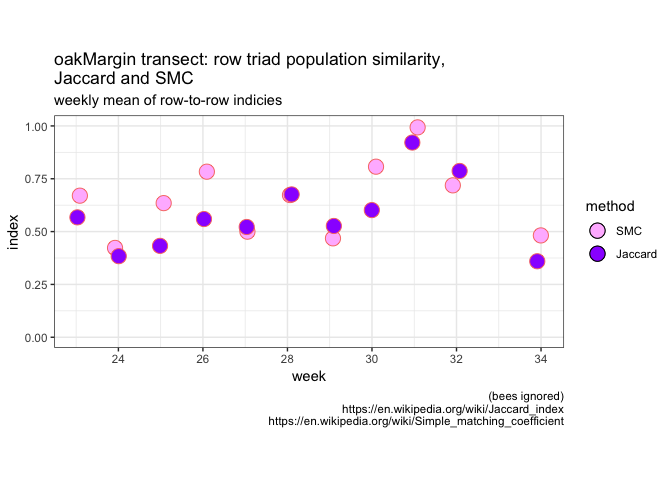 oakMargin transect: row triad population similarity,
Jaccard and SMC
weekly mean of row-to-row indicies
1.00
0.75
0.50
0.25
0.00
index
24 26 28 30 32 34
week
method
SMC
Jaccard
(bees ignored)
https://en.wikipedia.org/wiki/Jaccard_index
https://en.wikipedia.org/wiki/Simple_matching_coefficient